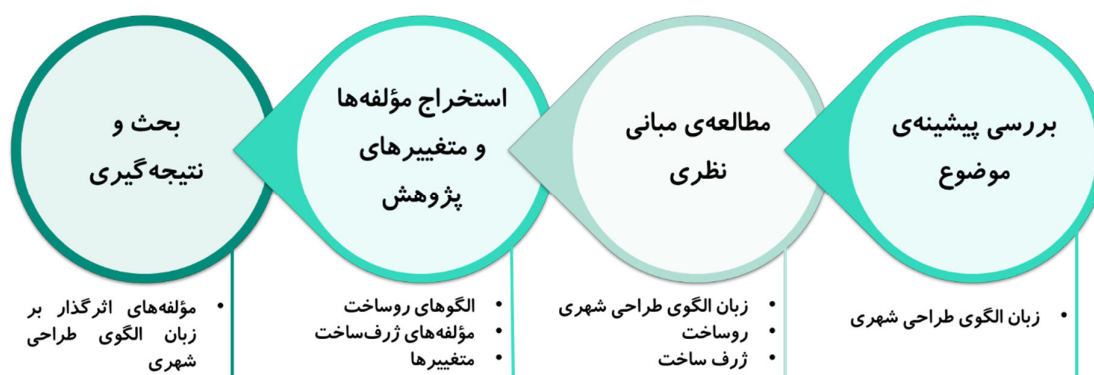 بررسی پیشینه‌ی
موضوع
مطالعه‌ی مبانی
نظری
استخراج مؤلفه‌ها
و متغییرهای
پژوهش
بحث و
نتیجه‌گیری
• زبان الگوی طراحی شهری
• زبان الگوی طراحی شهری
• روساخت
• ژرف ساخت
• الگوهای روساخت
• مؤلفه‌های ژرف‌ساخت
• متغییرها
• مؤلفه‌های اثرگذار بر
زبان الگوی طراحی
شهری